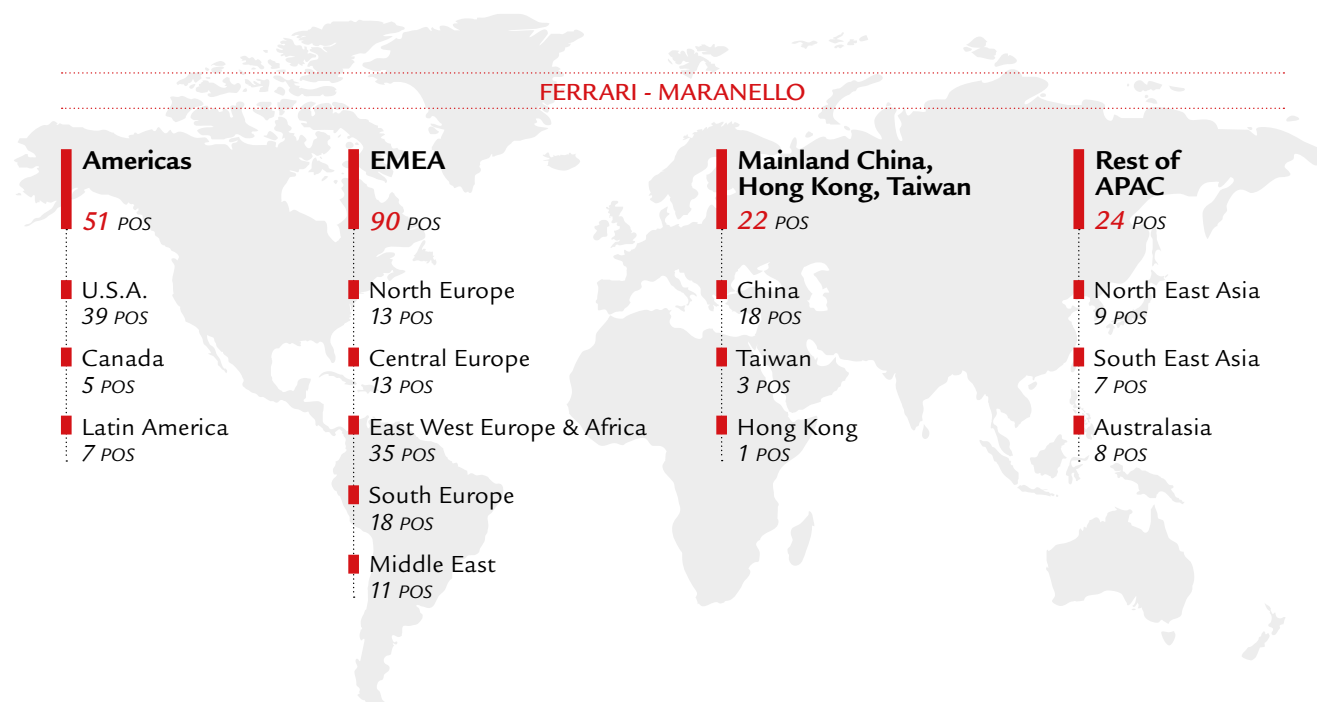 FERRARI - MARANELLO
Americas
51 POS
U.S.A.
39 POS
Canada
5 POS
Latin America
7 POS
EMEA
90 POS
North Europe
13 POS
Central Europe
13 POS
East West Europe & Africa
35 POS
South Europe
18 POS
Middle East
11 POS
Mainland China,
Hong Kong, Taiwan
22 POS
China
18 POS
Taiwan
3 POS
Hong Kong
1 POS
Rest of
APAC
24 POS
North East Asia
9 POS
South East Asia
7 POS
Australasia
8 POS